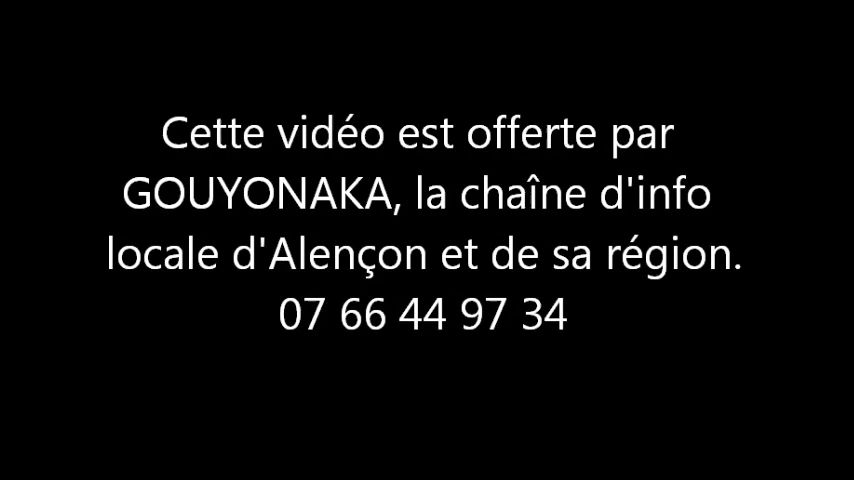 Cette vidéo est offerte par
GOUYONAKA, la chaîne d'info
locale d'Alençon et de sa région.
07 66 44 97 34